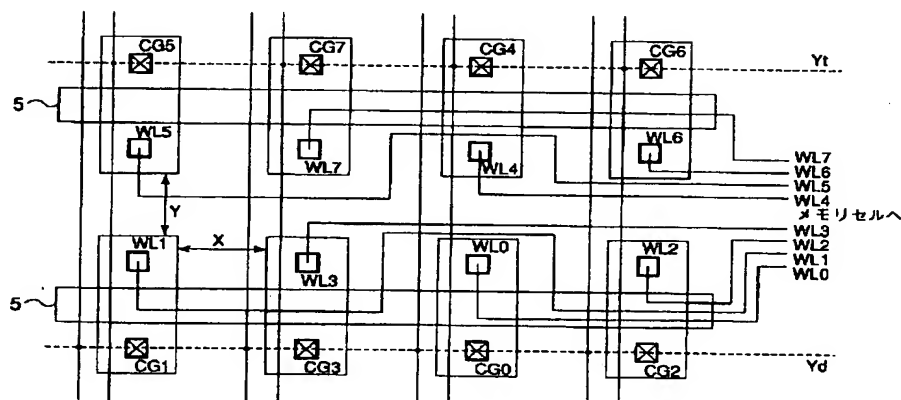 CG5 CG7 CG4 CG6
Yt
5
WL5 WL7 WL4 WL6
WL7
WL6
WL5
WL4
メモリセルへ
WL3
WL2
WL1
WL0
Y
X
WL1 WL3 WL0 WL2
5
CG1 CG3 CG0 CG2
Yd